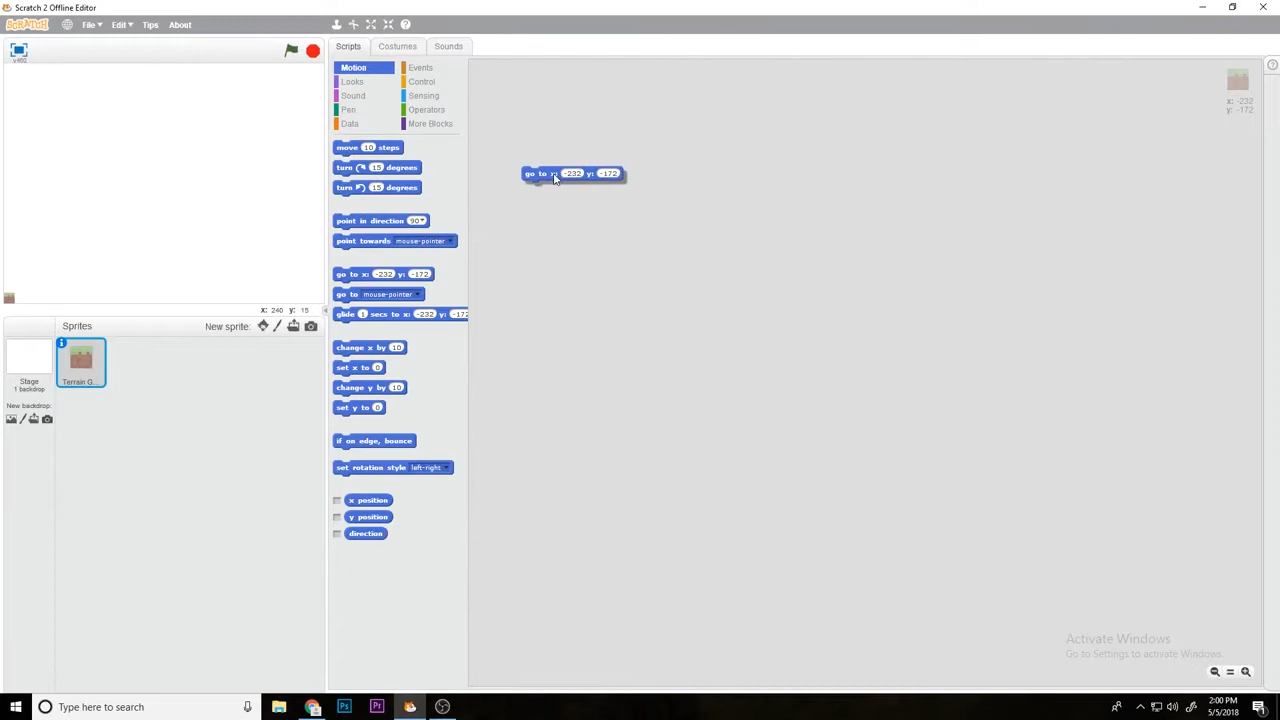 Scratch 2 Offline Editor
SCRATCH File Edit Tips About
v460
Scripts Costumes Sounds
Motion Events
Looks Control
Sound Sensing
Pen Operators
Data More Blocks
x: -232
y: -172
move 10 steps
turn 15 degrees
turn 15 degrees
go to x: -232 y: -172
point in direction 90
point towards mouse-pointer
go to x: -232 y: -172
go to mouse-pointer
glide 1 secs to x: -232 y: -172
x: 240 y: 15
Sprites New sprite:
change x by 10
set x to 0
change y by 10
set y to 0
Terrain G...
Stage
1 backdrop
New backdrop:
if on edge, bounce
set rotation style left-right
x position
y position
direction
Activate Windows
Go to Settings to activate Windows.
Type here to search
Ps
Pr
2:00 PM
5/5/2018